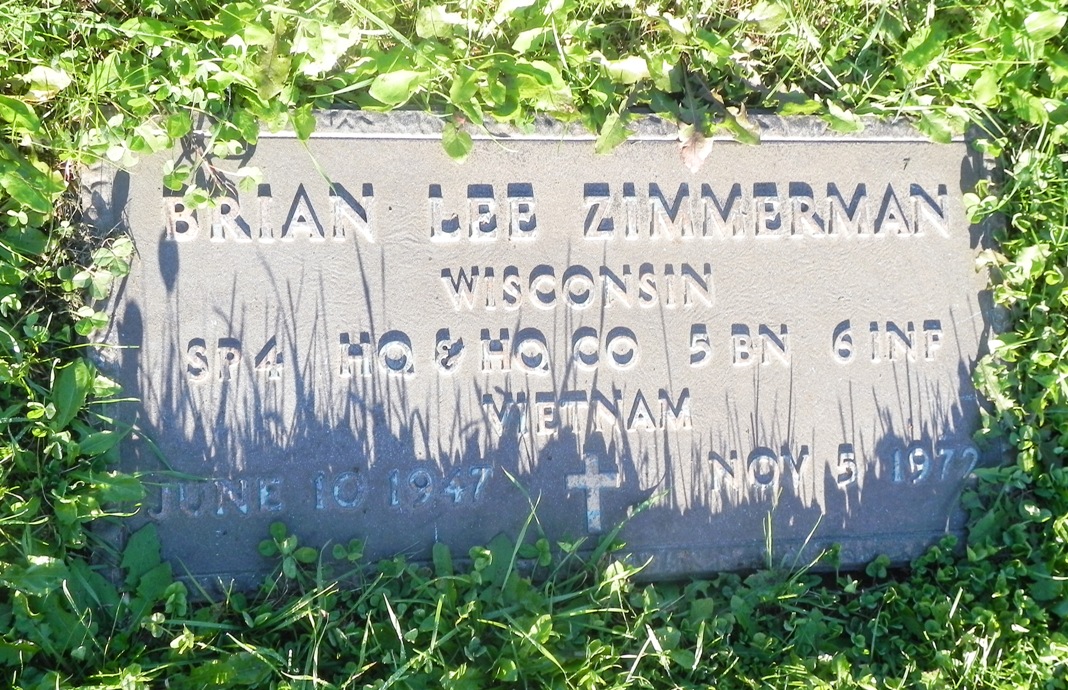 BRIAN LEE ZIMMERMAN
WISCONSIN
SP4 HQ & HQ CO 5 BN 6 INF
VIETNAM
JUNE 10 1947 NOV 5 1972